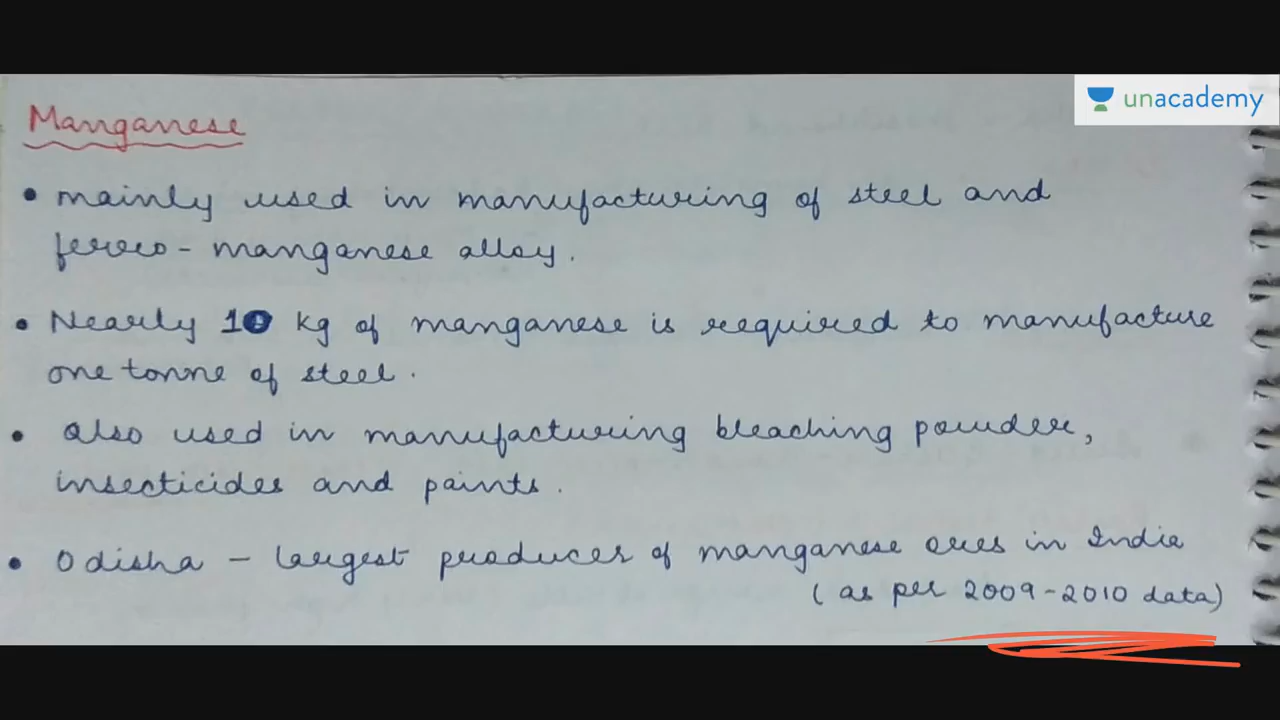 unacademy
Manganese
• mainly used in manufacturing of steel and
ferro - manganese alloy.
• Nearly 10 kg of manganese is required to manufacture
one tonne of steel.
• also used in manufacturing bleaching powder,
insecticides and paints.
• Odisha - largest producer of manganese ores in India
(as per 2009-2010 data)